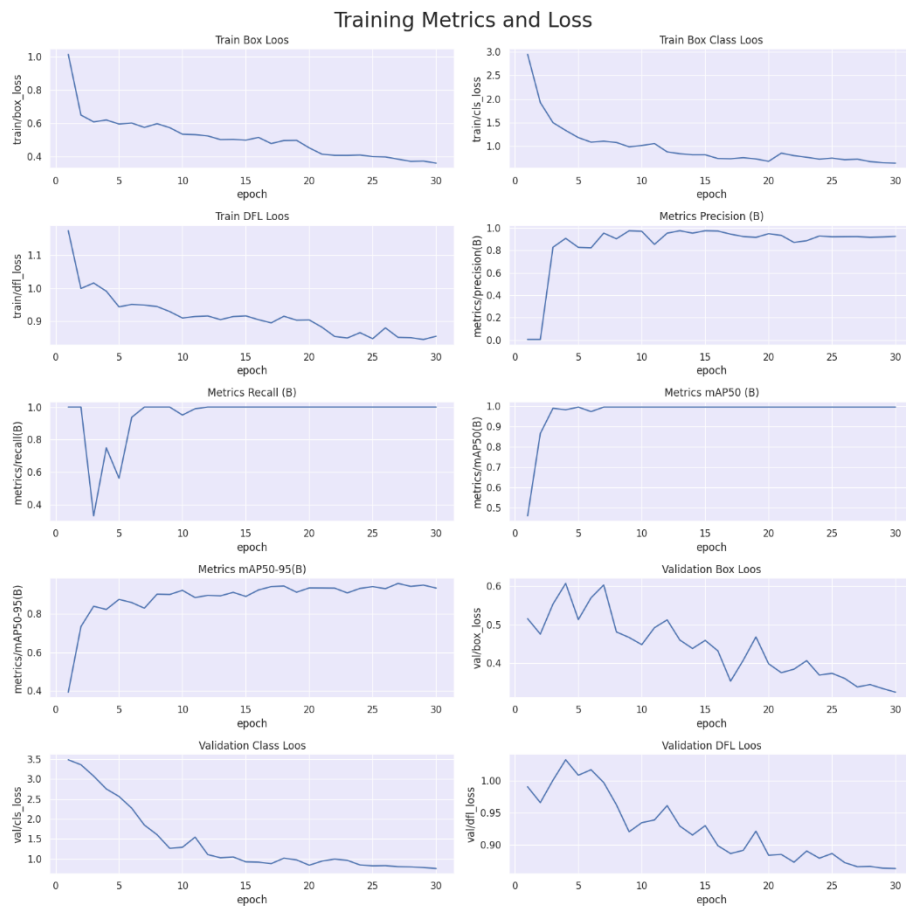 Training Metrics and Loss
Train Box Loos
Train Box Class Loos
train/box_loss
1.0
0.8
0.6
0.4
0 5 10 15 20 25 30
epoch
train/cls_loss
3.0
2.5
2.0
1.5
1.0
0 5 10 15 20 25 30
epoch
Train DFL Loos
Metrics Precision (B)
train/dfl_loss
1.1
1.0
0.9
0 5 10 15 20 25 30
epoch
metrics/precision(B)
1.0
0.8
0.6
0.4
0.2
0.0
0 5 10 15 20 25 30
epoch
Metrics Recall (B)
Metrics mAP50 (B)
metrics/recall(B)
1.0
0.8
0.6
0.4
0 5 10 15 20 25 30
epoch
metrics/mAP50(B)
1.0
0.9
0.8
0.7
0.6
0.5
0 5 10 15 20 25 30
epoch
Metrics mAP50-95(B)
Validation Box Loos
metrics/mAP50-95(B)
0.8
0.6
0.4
0 5 10 15 20 25 30
epoch
val/box_loss
0.6
0.5
0.4
0 5 10 15 20 25 30
epoch
Validation Class Loos
Validation DFL Loos
val/cls_loss
3.5
3.0
2.5
2.0
1.5
1.0
0 5 10 15 20 25 30
epoch
val/dfl_loss
1.00
0.95
0.90
0 5 10 15 20 25 30
epoch